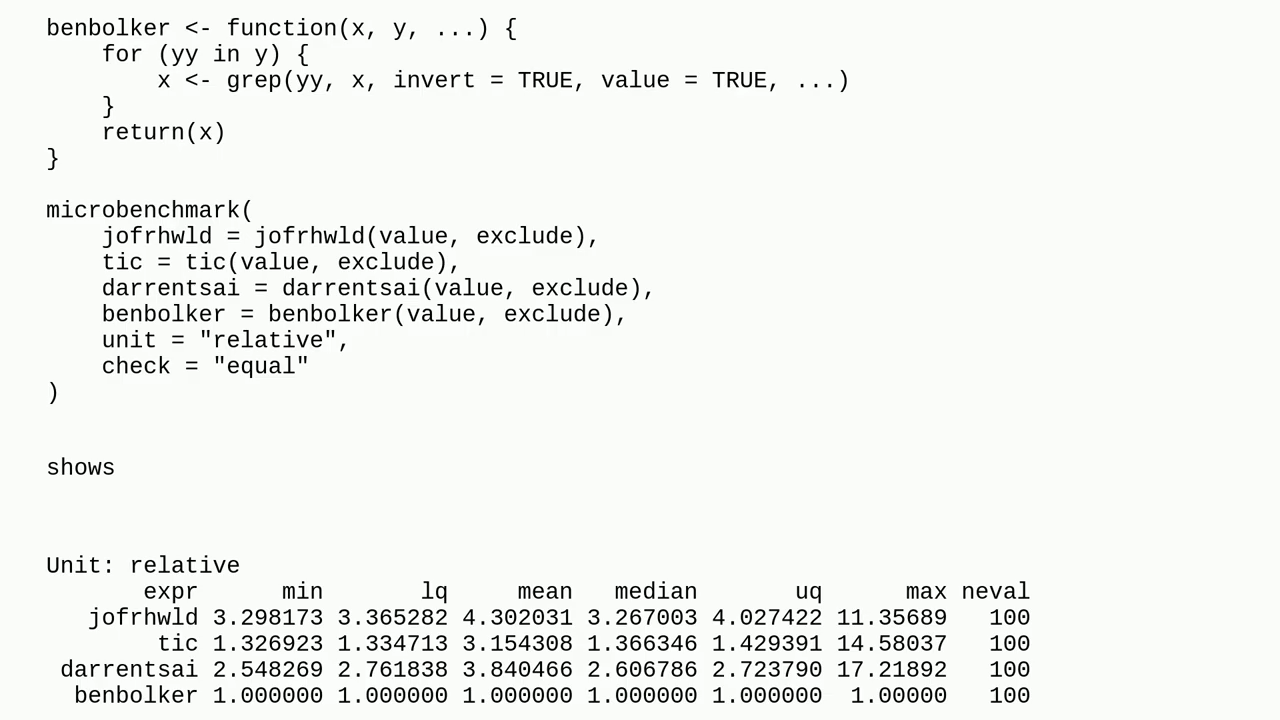 benbolker <- function(x, y, ...) {
    for (yy in y) {
        x <- grep(yy, x, invert = TRUE, value = TRUE, ...)
    }
    return(x)
}
microbenchmark(
    jofrhwld = jofrhwld(value, exclude),
    tic = tic(value, exclude),
    darrentsai = darrentsai(value, exclude),
    benbolker = benbolker(value, exclude),
    unit = "relative",
    check = "equal"
)
shows
Unit: relative
       expr      min       lq     mean   median       uq      max neval
   jofrhwld 3.298173 3.365282 4.302031 3.267003 4.027422 11.35689   100
        tic 1.326923 1.334713 3.154308 1.366346 1.429391 14.58037   100
 darrentsai 2.548269 2.761838 3.840466 2.606786 2.723790 17.21892   100
  benbolker 1.000000 1.000000 1.000000 1.000000 1.000000  1.00000   100